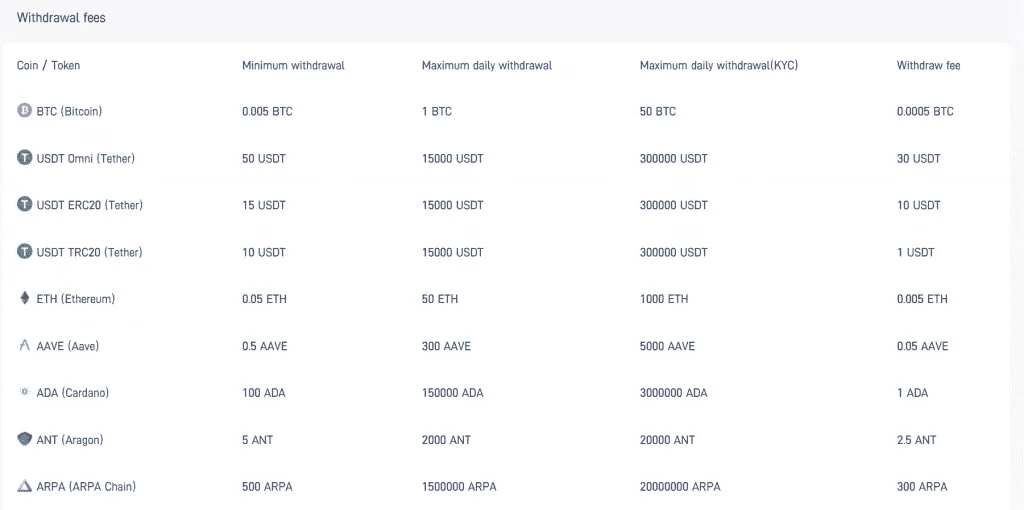 Withdrawal fees
Coin / Token Minimum withdrawal Maximum daily withdrawal Maximum daily withdrawal(KYC) Withdraw fee
BTC (Bitcoin) 0.005 BTC 1 BTC 50 BTC 0.0005 BTC
USDT Omni (Tether) 50 USDT 15000 USDT 300000 USDT 30 USDT
USDT ERC20 (Tether) 15 USDT 15000 USDT 300000 USDT 10 USDT
USDT TRC20 (Tether) 10 USDT 15000 USDT 300000 USDT 1 USDT
ETH (Ethereum) 0.05 ETH 50 ETH 1000 ETH 0.005 ETH
AAVE (Aave) 0.5 AAVE 300 AAVE 5000 AAVE 0.05 AAVE
ADA (Cardano) 100 ADA 150000 ADA 3000000 ADA 1 ADA
ANT (Aragon) 5 ANT 2000 ANT 20000 ANT 2.5 ANT
ARPA (ARPA Chain) 500 ARPA 1500000 ARPA 20000000 ARPA 300 ARPA